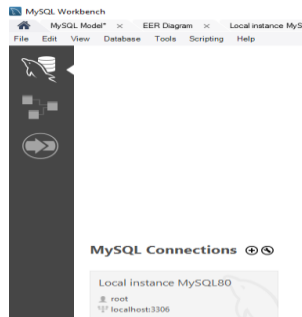 MySQL Workbench
MySQL Model* × EER Diagram × Local instance MyS
File Edit View Database Tools Scripting Help
MySQL Connections
Local instance MySQL80
root
localhost:3306